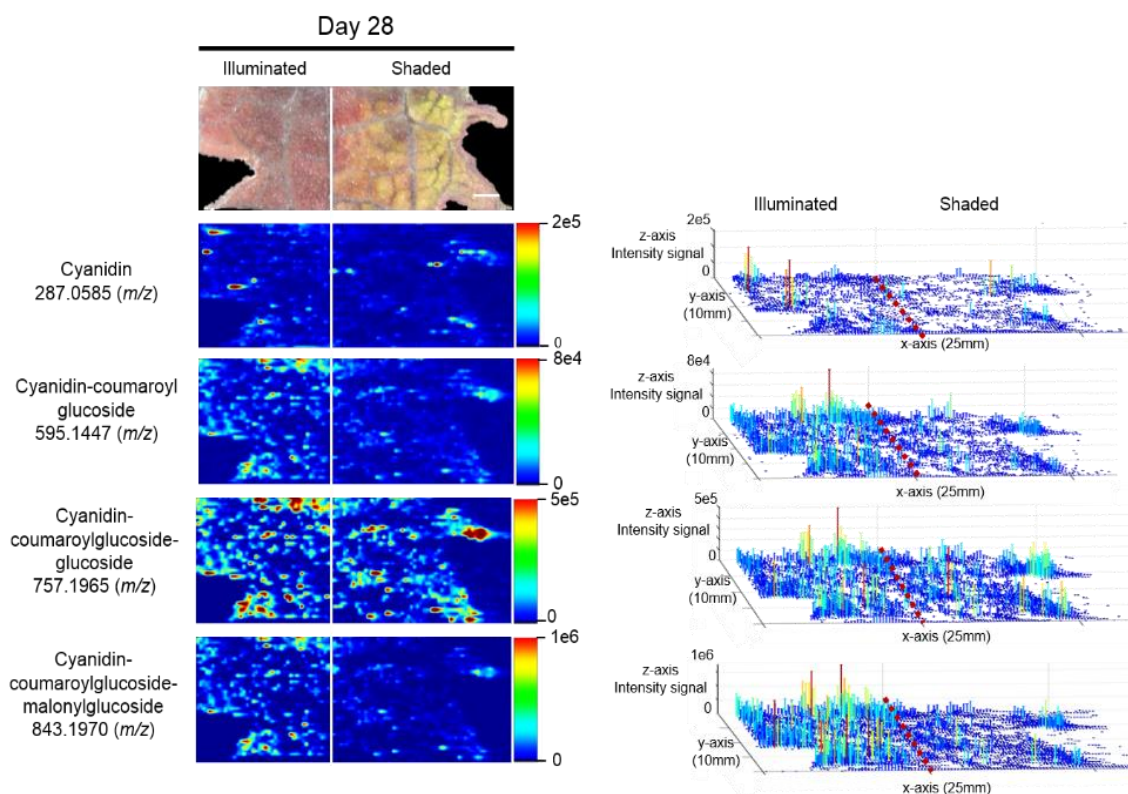 Day 28
Illuminated Shaded
Cyanidin
287.0585 (m/z)
2e5
0
Cyanidin-coumaroyl
glucoside
595.1447 (m/z)
8e4
0
Cyanidin-
coumaroylglucoside-
glucoside
757.1965 (m/z)
5e5
0
Cyanidin-
coumaroylglucoside-
malonylglucoside
843.1970 (m/z)
1e6
0
Illuminated Shaded
2e5
z-axis
Intensity signal
0
y-axis
(10mm)
x-axis (25mm)
8e4
z-axis
Intensity signal
0
y-axis
(10mm)
x-axis (25mm)
5e5
z-axis
Intensity signal
0
y-axis
(10mm)
x-axis (25mm)
1e6
z-axis
Intensity signal
0
y-axis
(10mm)
x-axis (25mm)